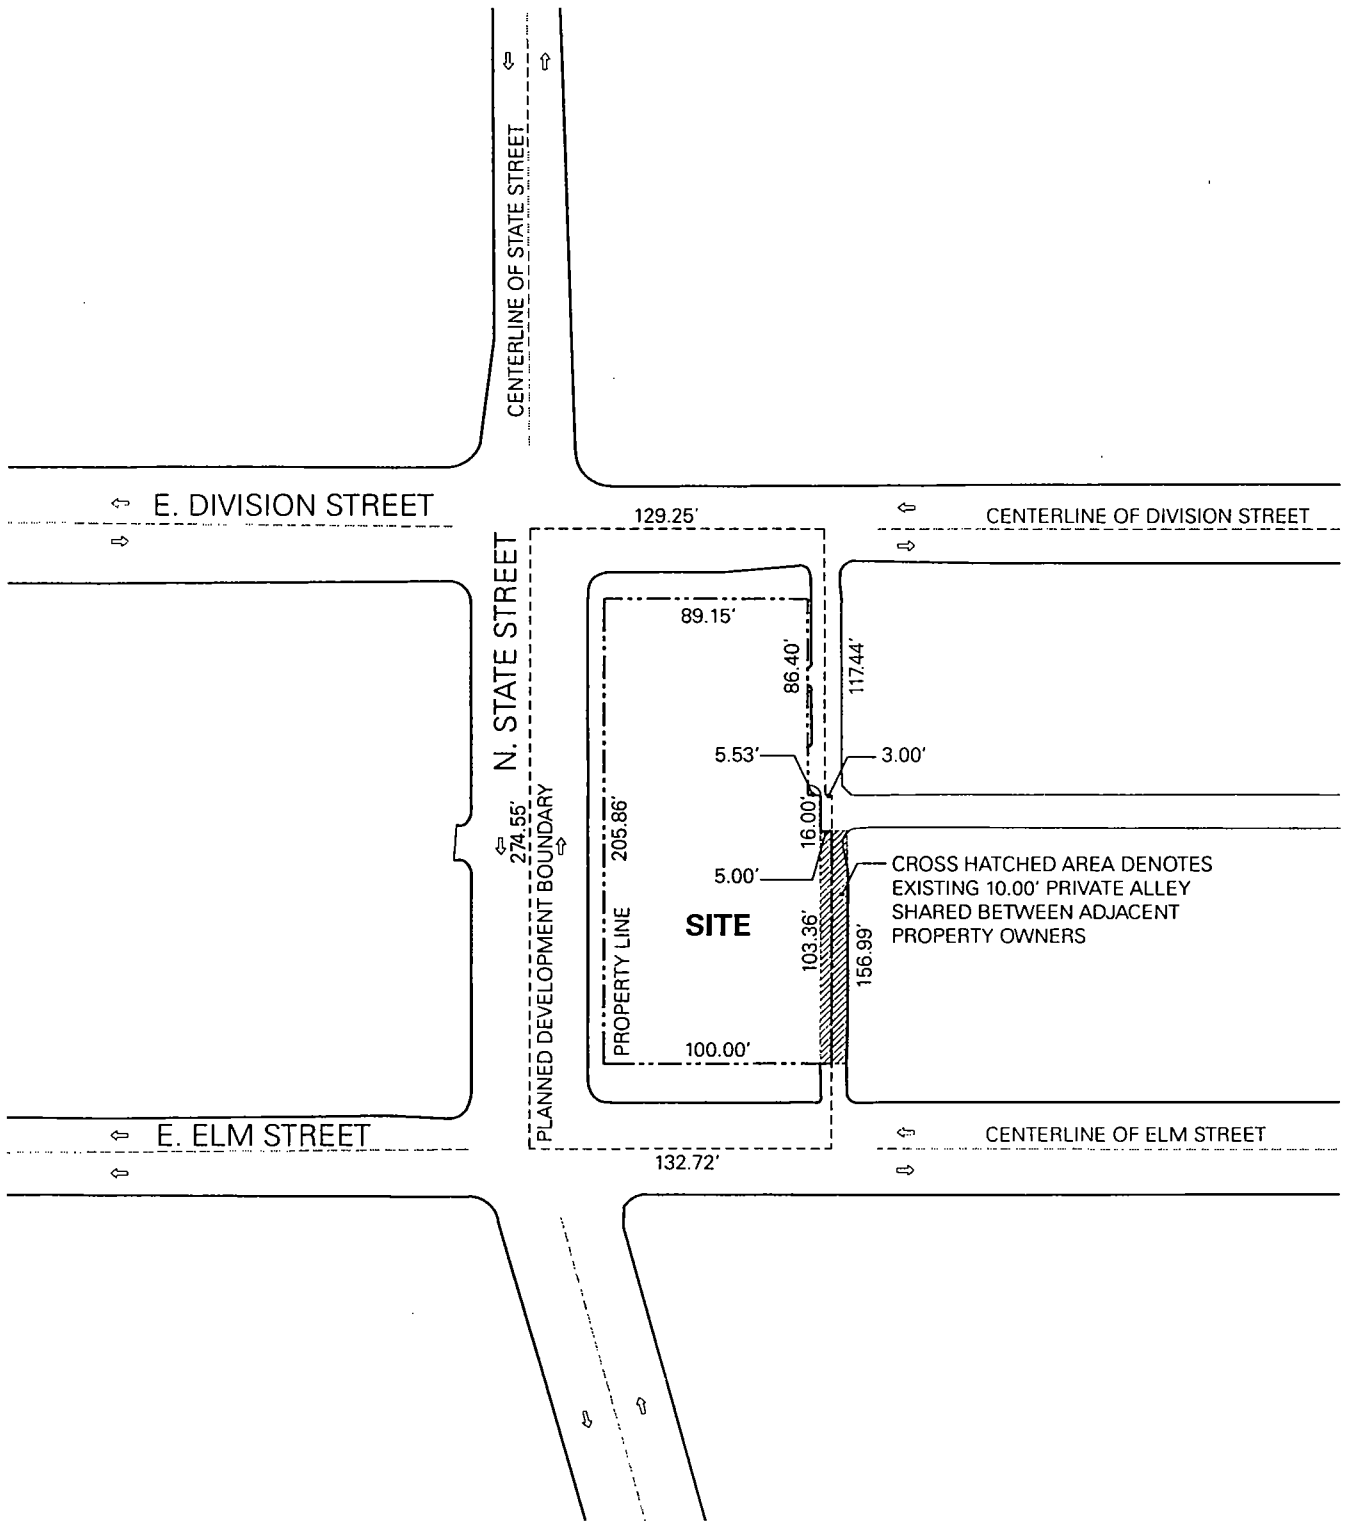 CENTERLINE OF STATE STREET
E. DIVISION STREET
129.25'
CENTERLINE OF DIVISION STREET
N. STATE STREET
89.15'
86.40'
117.44'
5.53'
3.00'
274.55'
PLANNED DEVELOPMENT BOUNDARY
205.86'
PROPERTY LINE
16.00'
5.00'
CROSS HATCHED AREA DENOTES
EXISTING 10.00' PRIVATE ALLEY
SHARED BETWEEN ADJACENT
PROPERTY OWNERS
SITE
103.36'
156.99'
100.00'
E. ELM STREET
CENTERLINE OF ELM STREET
132.72'